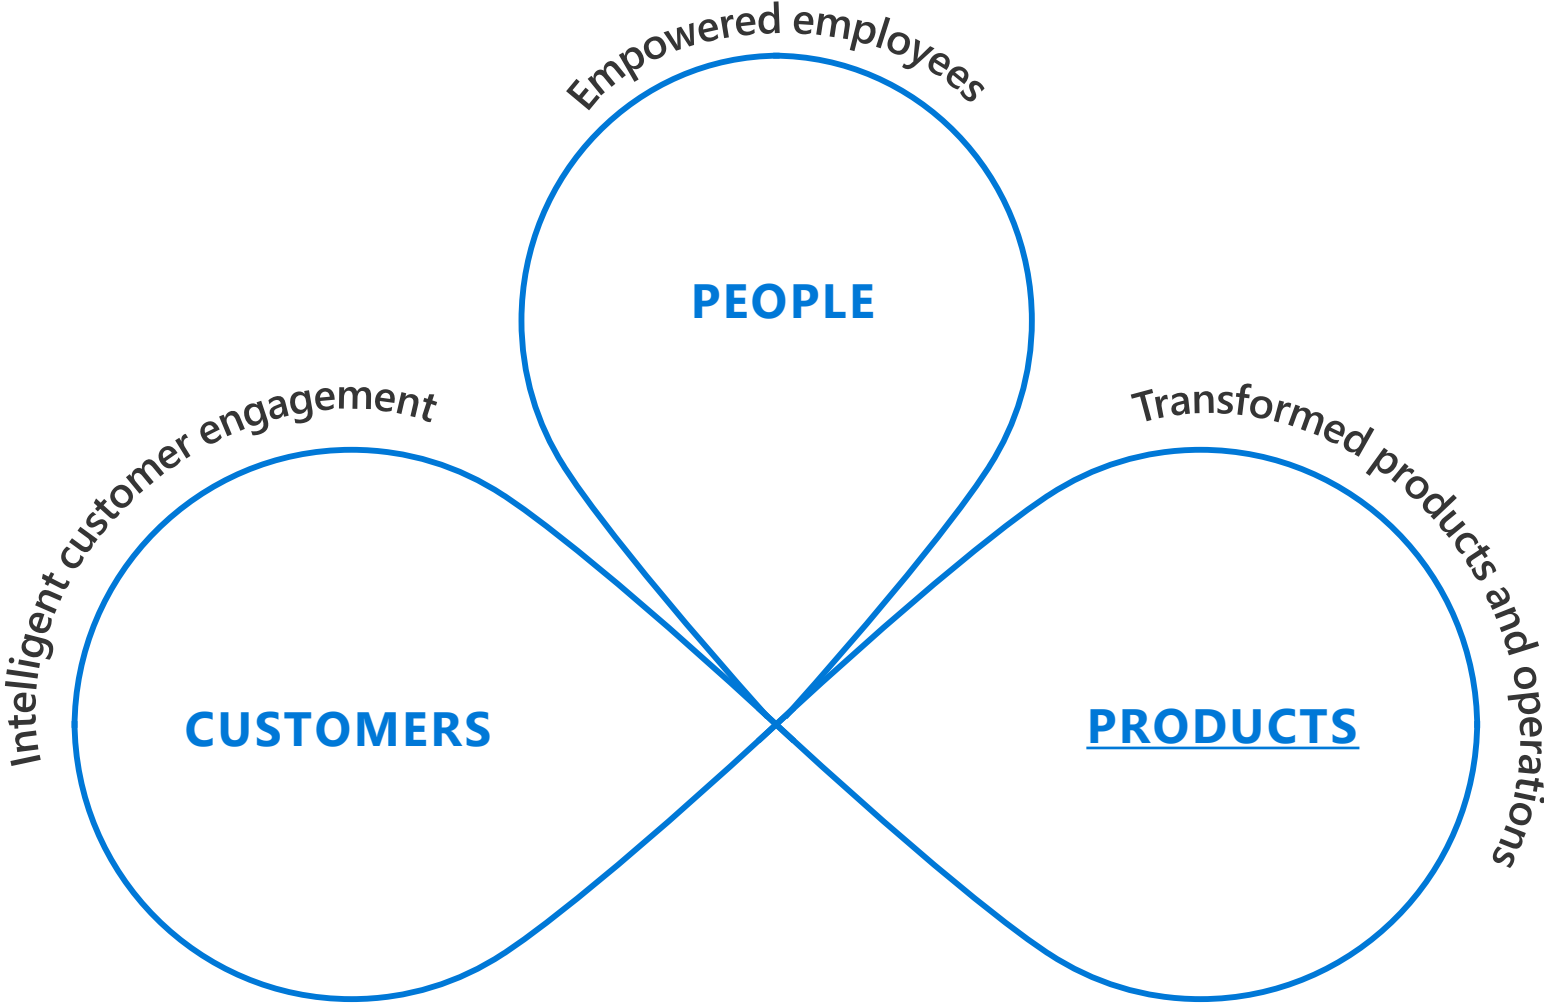 Empowered employees
PEOPLE
Intelligent customer engagement
CUSTOMERS
Transformed products and operations
PRODUCTS